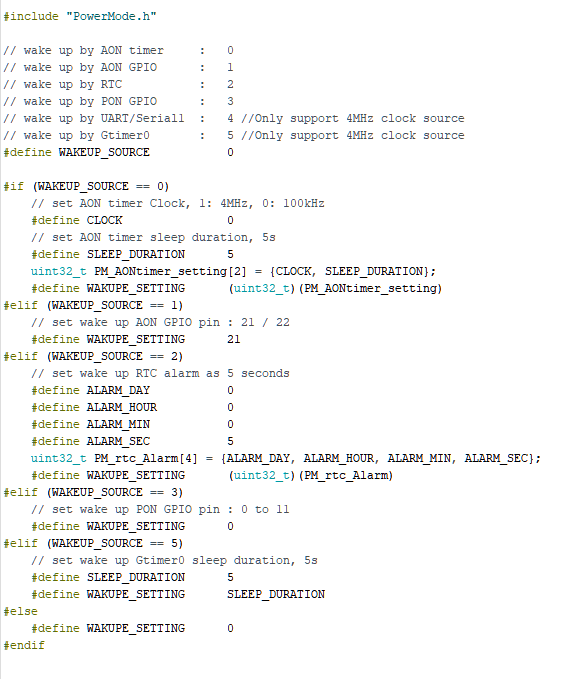 #include "PowerMode.h"

// wake up by AON timer     :   0
// wake up by AON GPIO      :   1
// wake up by RTC           :   2
// wake up by PON GPIO      :   3
// wake up by UART/Serial1  :   4 //Only support 4MHz clock source
// wake up by Gtimer0       :   5 //Only support 4MHz clock source
#define WAKEUP_SOURCE           0

#if (WAKEUP_SOURCE == 0)
    // set AON timer Clock, 1: 4MHz, 0: 100kHz
    #define CLOCK               0
    // set AON timer sleep duration, 5s
    #define SLEEP_DURATION      5
    uint32_t PM_AONtimer_setting[2] = {CLOCK, SLEEP_DURATION};
    #define WAKUPE_SETTING      (uint32_t)(PM_AONtimer_setting)
#elif (WAKEUP_SOURCE == 1)
    // set wake up AON GPIO pin : 21 / 22
    #define WAKUPE_SETTING      21
#elif (WAKEUP_SOURCE == 2)
    // set wake up RTC alarm as 5 seconds
    #define ALARM_DAY           0
    #define ALARM_HOUR          0
    #define ALARM_MIN           0
    #define ALARM_SEC           5
    uint32_t PM_rtc_Alarm[4] = {ALARM_DAY, ALARM_HOUR, ALARM_MIN, ALARM_SEC};
    #define WAKUPE_SETTING      (uint32_t)(PM_rtc_Alarm)
#elif (WAKEUP_SOURCE == 3)
    // set wake up PON GPIO pin : 0 to 11
    #define WAKUPE_SETTING      0
#elif (WAKEUP_SOURCE == 5)
    // set wake up Gtimer0 sleep duration, 5s
    #define SLEEP_DURATION      5
    #define WAKUPE_SETTING      SLEEP_DURATION
#else
    #define WAKUPE_SETTING      0
#endif